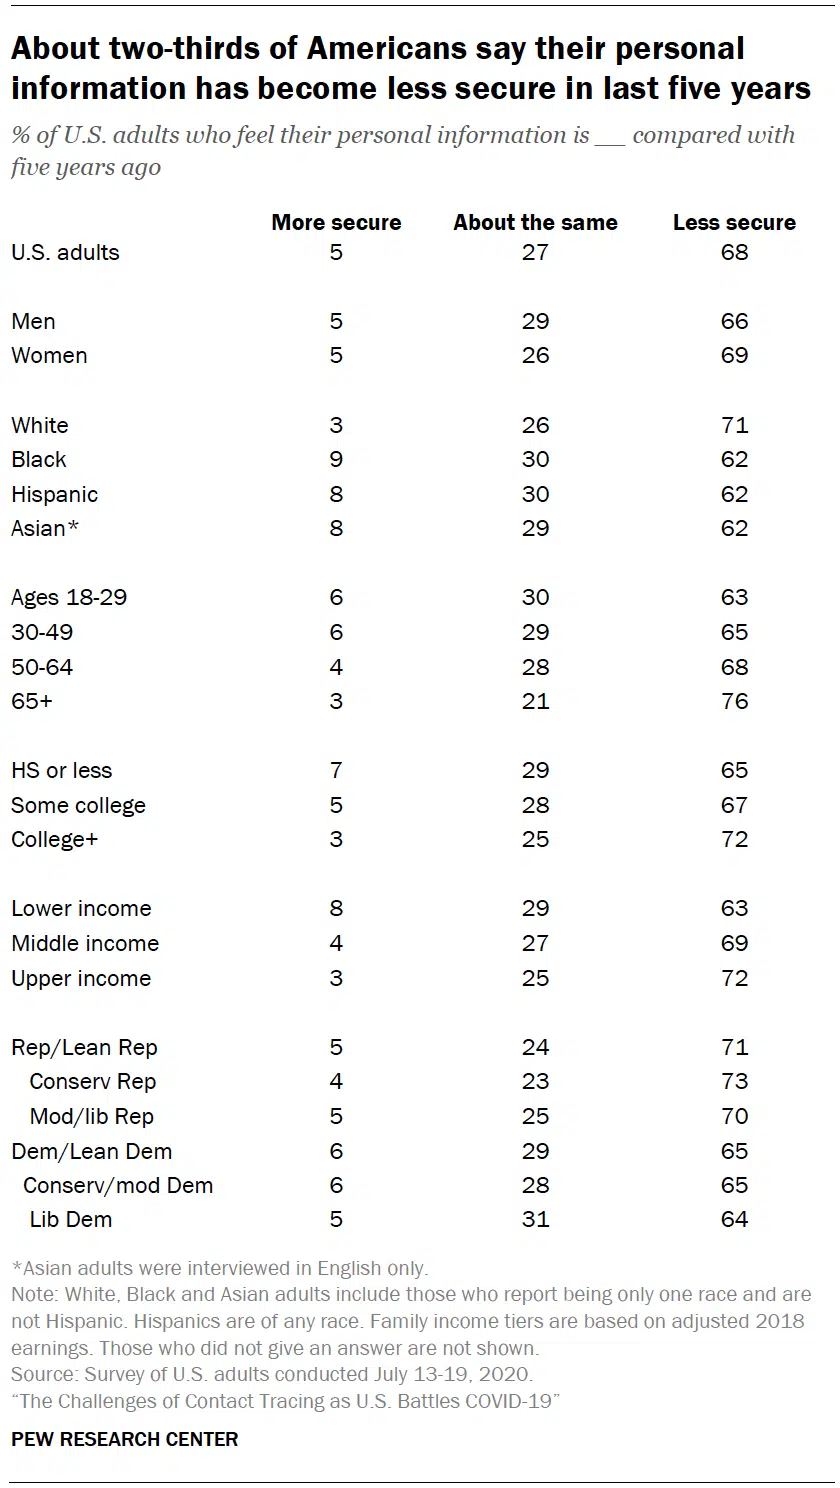 About two-thirds of Americans say their personal
information has become less secure in last five years
% of U.S. adults who feel their personal information is __ compared with
five years ago
More secure About the same Less secure
U.S. adults 5 27 68
Men 5 29 66
Women 5 26 69
White 3 26 71
Black 9 30 62
Hispanic 8 30 62
Asian* 8 29 62
Ages 18-29 6 30 63
30-49 6 29 65
50-64 4 28 68
65+ 3 21 76
HS or less 7 29 65
Some college 5 28 67
College+ 3 25 72
Lower income 8 29 63
Middle income 4 27 69
Upper income 3 25 72
Rep/Lean Rep 5 24 71
Conserv Rep 4 23 73
Mod/lib Rep 5 25 70
Dem/Lean Dem 6 29 65
Conserv/mod Dem 6 28 65
Lib Dem 5 31 64
*Asian adults were interviewed in English only.
Note: White, Black and Asian adults include those who report being only one race and are
not Hispanic. Hispanics are of any race. Family income tiers are based on adjusted 2018
earnings. Those who did not give an answer are not shown.
Source: Survey of U.S. adults conducted July 13-19, 2020.
“The Challenges of Contact Tracing as U.S. Battles COVID-19”
PEW RESEARCH CENTER